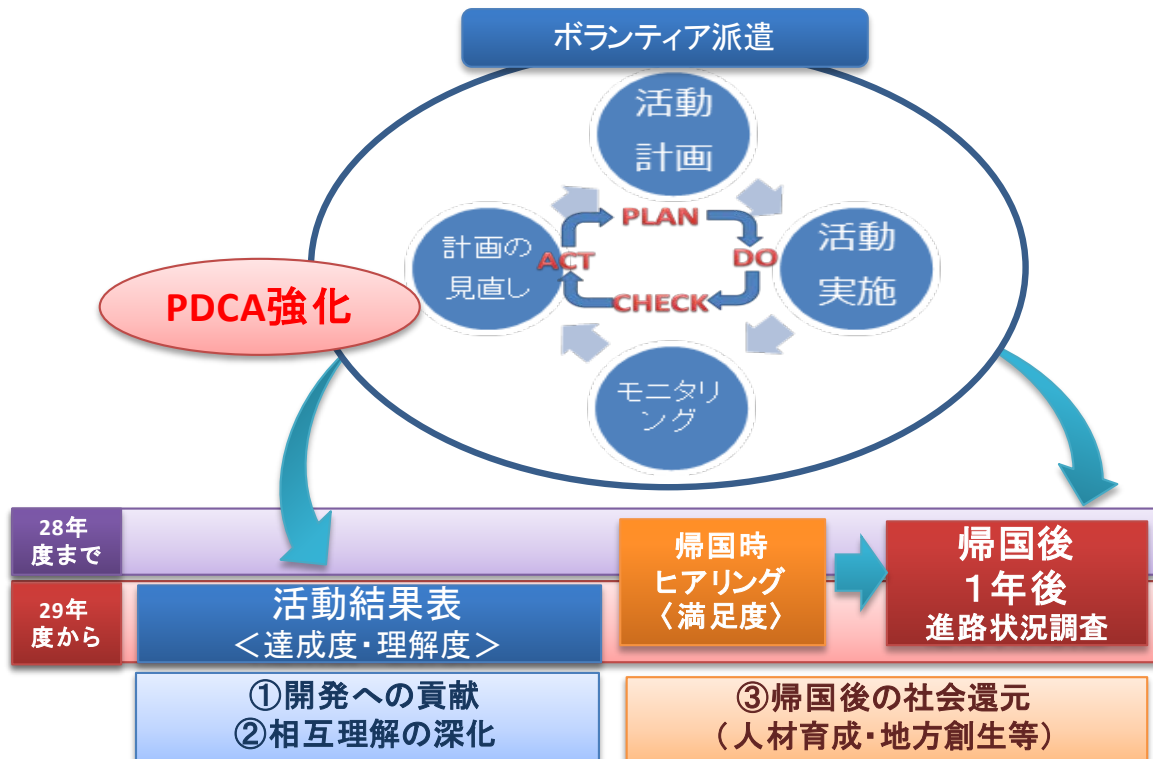 ボランティア派遣
活動
計画
計画の
見直し
PLAN
ACT
DO
CHECK
活動
実施
PDCA強化
モニタリ
ング
28年
度まで
29年
度から
活動結果表
＜達成度・理解度＞
帰国時
ヒアリング
〈満足度〉
帰国後
１年後
進路状況調査
①開発への貢献
②相互理解の深化
③帰国後の社会還元
（人材育成・地方創生等）